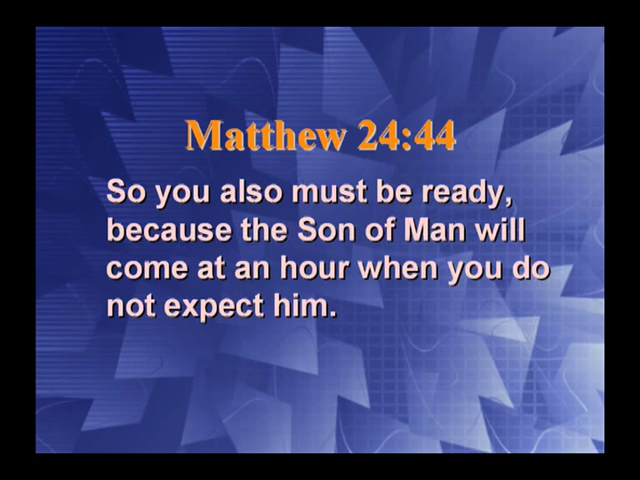 Matthew 24:44
So you also must be ready,
because the Son of Man will
come at an hour when you do
not expect him.